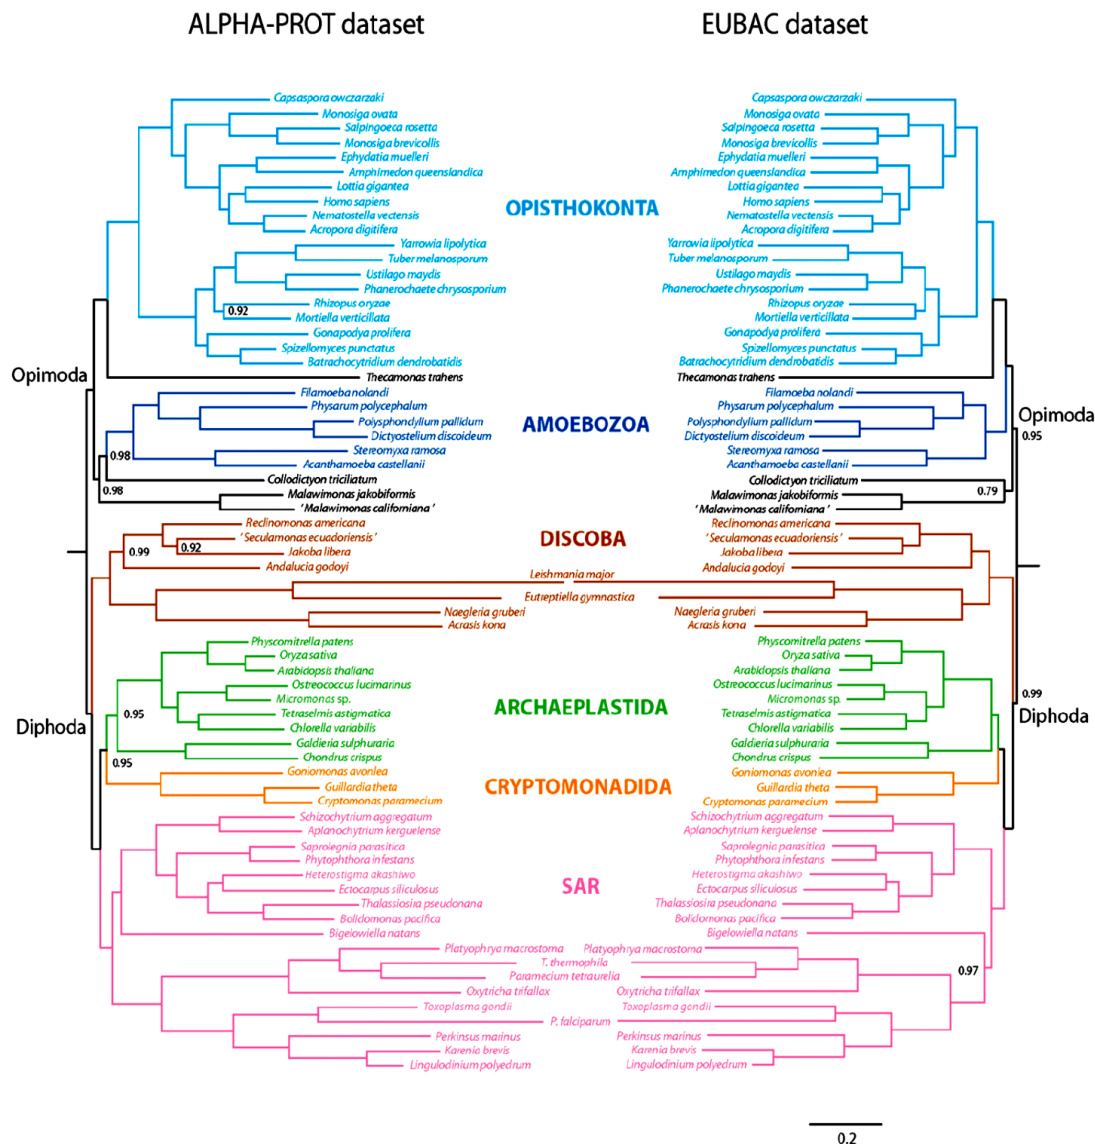 ALPHA-PROT dataset
EUBAC dataset
Capsaspora owczarzaki
Capsaspora owczarzaki
Monosiga ovata
Monosiga ovata
Salpingoeca rosetta
Salpingoeca rosetta
Monosiga brevicollis
Monosiga brevicollis
Ephydatia muelleri
Ephydatia muelleri
Amphimedon queenslandica
Amphimedon queenslandica
Lottia gigantea
Lottia gigantea
Homo sapiens
Homo sapiens
OPISTHOKONTA
Nematostella vectensis
Nematostella vectensis
Acropora digitifera
Acropora digitifera
Yarrowia lipolytica
Yarrowia lipolytica
Tuber melanosporum
Tuber melanosporum
Ustilago maydis
Ustilago maydis
Phanerochaete chrysosporium
Phanerochaete chrysosporium
Rhizopus oryzae
Rhizopus oryzae
0.92
Mortiella verticillata
Mortiella verticillata
Gonapodya prolifera
Gonapodya prolifera
Spizellomyces punctatus
Spizellomyces punctatus
Batrachocytridium dendrobatidis
Batrachocytridium dendrobatidis
Opimoda
Thecamonas trahens
Thecamonas trahens
Filamoeba nolandi
Filamoeba nolandi
Physarum polycephalum
Physarum polycephalum
Opimoda
Polysphondylium pallidum
AMOEBOZOA
Polysphondylium pallidum
Dictyostelium discoideum
Dictyostelium discoideum
0.95
Stereomyxa ramosa
Stereomyxa ramosa
0.98
Acanthamoeba castellanii
Acanthamoeba castellanii
Collodictyon triciliatum
Collodictyon triciliatum
0.98
0.79
Malawimonas jakobiformis
Malawimonas jakobiformis
'Malawimonas californiana'
'Malawimonas californiana'
Reclinomonas americana
Reclinomonas americana
'Seculamonas ecuadoriensis'
DISCOBA
'Seculamonas ecuadoriensis'
0.99
0.92
Jakoba libera
Jakoba libera
Andalucia godoyi
Andalucia godoyi
Leishmania major
Eutreptiella gymnastica
Naegleria gruberi
Naegleria gruberi
Acrasis kona
Acrasis kona
Physcomitrella patens
Physcomitrella patens
Oryza sativa
Oryza sativa
Arabidopsis thaliana
Arabidopsis thaliana
Ostreococcus lucimarinus
Ostreococcus lucimarinus
0.99
Micromonas sp.
Micromonas sp.
ARCHAEPLASTIDA
0.95
Tetraselmis astigmatica
Tetraselmis astigmatica
Diphoda
Diphoda
Chlorella variabilis
Chlorella variabilis
Galdieria sulphuraria
Galdieria sulphuraria
Chondrus crispus
Chondrus crispus
0.95
Goniomonas avonlea
Goniomonas avonlea
CRYPTOMONADIDA
Guillardia theta
Guillardia theta
Cryptomonas paramecium
Cryptomonas paramecium
Schizochytrium aggregatum
Schizochytrium aggregatum
Aplanochytrium kerguelense
Aplanochytrium kerguelense
Saprolegnia parasitica
Saprolegnia parasitica
Phytophthora infestans
Phytophthora infestans
Heterostigma akashiwo
Heterostigma akashiwo
SAR
Ectocarpus siliculosus
Ectocarpus siliculosus
Thalassiosira pseudonana
Thalassiosira pseudonana
Bolidomonas pacifica
Bolidomonas pacifica
Bigelowiella natans
Bigelowiella natans
Platyophrya macrostoma
Platyophrya macrostoma
T. thermophila
0.97
Paramecium tetraurelia
Oxytricha trifallax
Oxytricha trifallax
Toxoplasma gondii
Toxoplasma gondii
P. falciparum
Perkinsus marinus
Perkinsus marinus
Karenia brevis
Karenia brevis
Lingulodinium polyedrum
Lingulodinium polyedrum
0.2